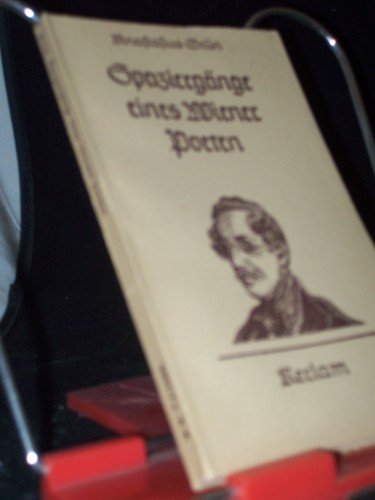 Anastasius Grün
Spaziergänge
eines Wiener
Poeten
Reclam